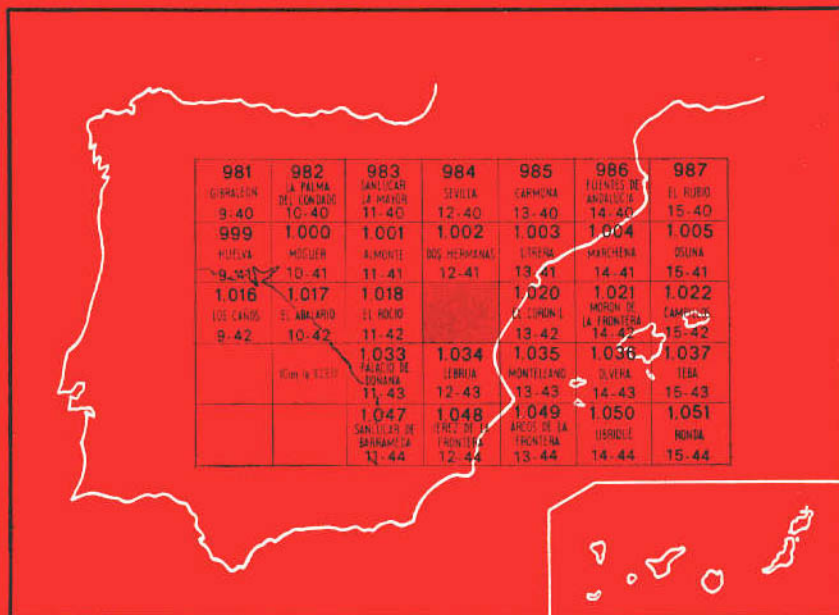 981 982 983 984 985 986 987
GIBRALEON LA PALMA DEL CONDADO SANLUCAR LA MAYOR SEVILLA CARMONA FUENTES DE ANDALUCIA EL RUBIO
9-40 10-40 11-40 12-40 13-40 14-40 15-40
999 1.000 1.001 1.002 1.003 1.004 1.005
HUELVA MOGUER ALMONTE DOS HERMANAS UTRERA MARCHENA OSUNA
9-41 10-41 11-41 12-41 13-41 14-41 15-41
1.016 1.017 1.018 1.020 1.021 1.022
LOS CAÑOS EL ABALARIO EL ROCIO EL CORONIL MORON DE LA FRONTERA
9-42 10-42 11-42 13-42 14-42 15-42
1.033 1.034 1.035 1.036 1.037
PALACIO DE DOÑANA LEBRIJA MONTELLANO OLVERA TEBA
11-43 12-43 13-43 14-43 15-43
1.047 1.048 1.049 1.050 1.051
SANLUCAR DE BARRAMEDA JEREZ DE LA FRONTERA ARCOS DE LA FRONTERA UBRIQUE RONDA
11-44 12-44 13-44 14-44 15-44